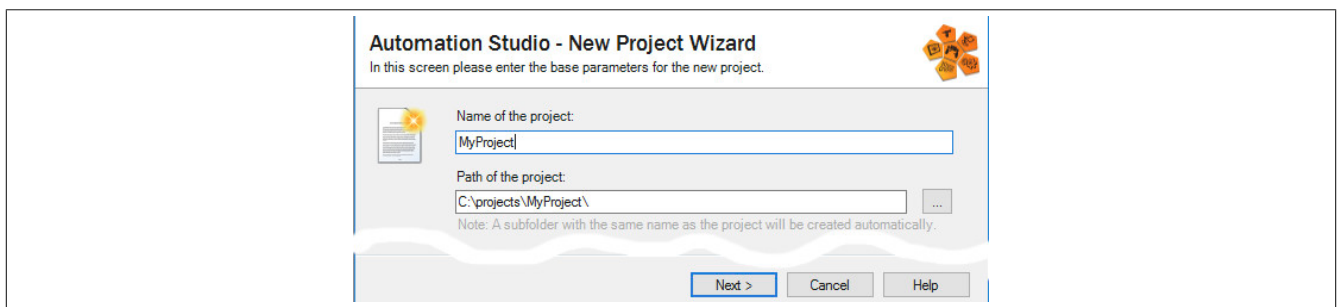 Automation Studio - New Project Wizard
In this screen please enter the base parameters for the new project.
Name of the project:
MyProject
Path of the project:
C:\projects\MyProject\
...
Note: A subfolder with the same name as the project will be created automatically.
Next >
Cancel
Help